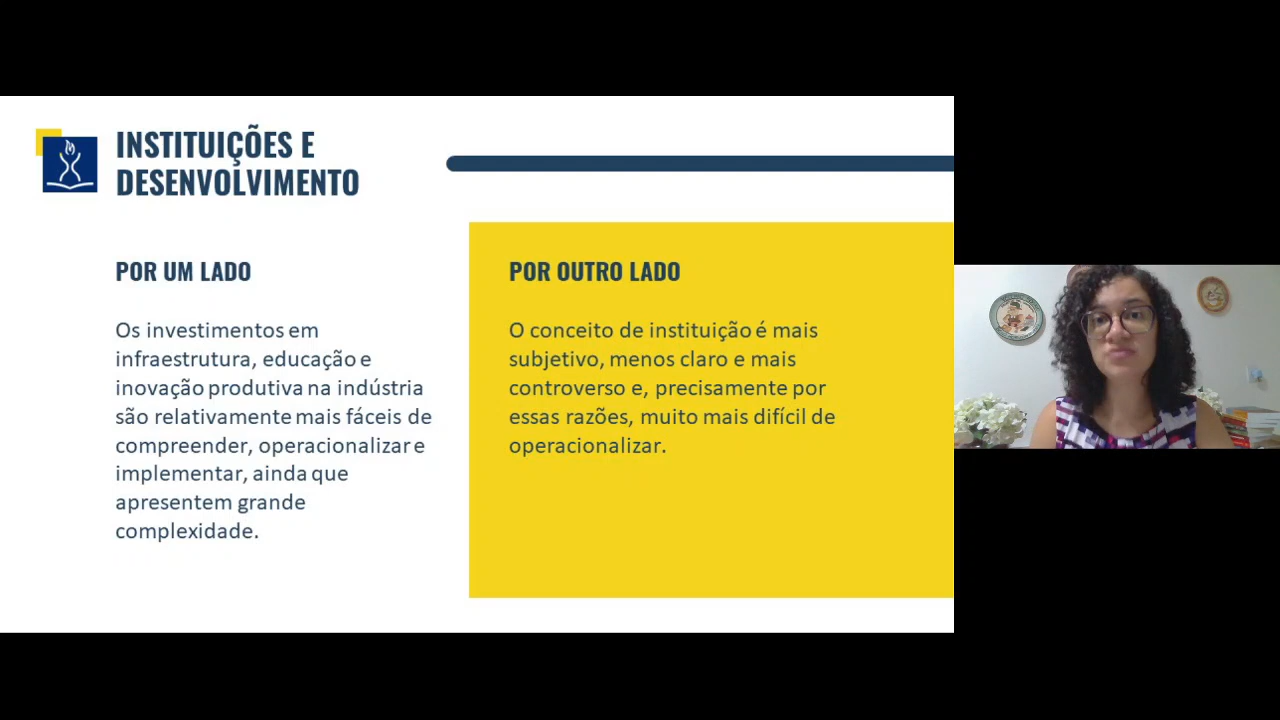 INSTITUIÇÕES E
DESENVOLVIMENTO
POR UM LADO
Os investimentos em
infraestrutura, educação e
inovação produtiva na indústria
são relativamente mais fáceis de
compreender, operacionalizar e
implementar, ainda que
apresentem grande
complexidade.
POR OUTRO LADO
O conceito de instituição é mais
subjetivo, menos claro e mais
controverso e, precisamente por
essas razões, muito mais difícil de
operacionalizar.